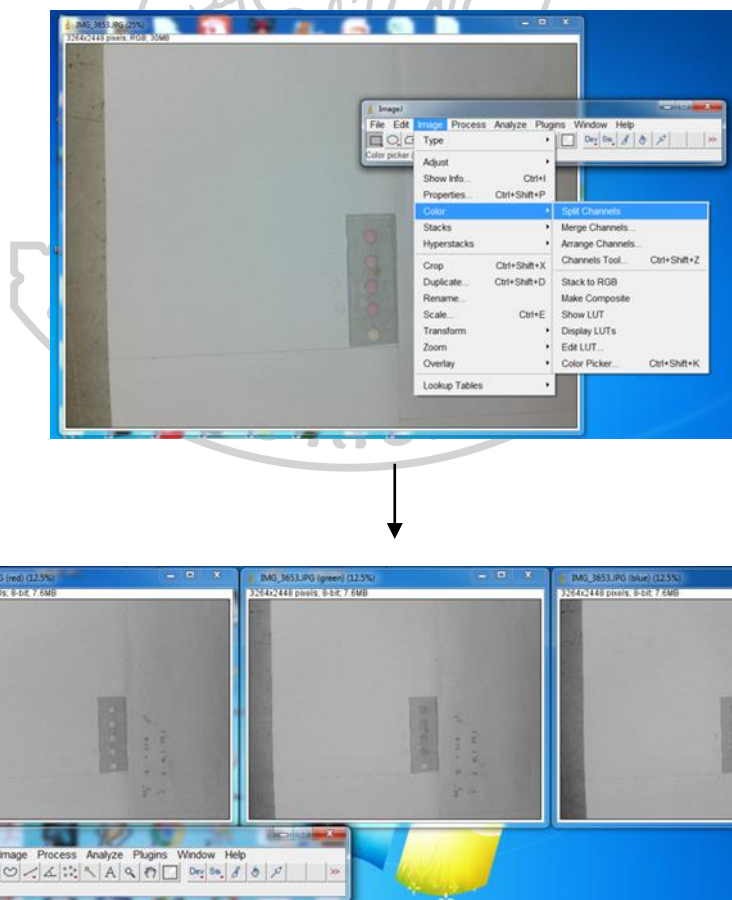 IMG_3653.JPG (25%)
3264x2448 pixels; RGB; 30MB
ImageJ
File Edit Image Process Analyze Plugins Window Help
Dev Stk >>
Color picker
Type
Adjust
Show Info... Ctrl+I
Properties... Ctrl+Shift+P
Color
Stacks
Hyperstacks
Crop Ctrl+Shift+X
Duplicate... Ctrl+Shift+D
Rename...
Scale... Ctrl+E
Transform
Zoom
Overlay
Lookup Tables
Split Channels
Merge Channels...
Arrange Channels...
Channels Tool... Ctrl+Shift+Z
Stack to RGB
Make Composite
Show LUT
Display LUTs
Edit LUT...
Color Picker... Ctrl+Shift+K
G (red) (12.5%)
ls; 8-bit; 7.6MB
IMG_3653.JPG (green) (12.5%)
3264x2448 pixels; 8-bit; 7.6MB
IMG_3653.JPG (blue) (12.5%)
3264x2448 pixels; 8-bit; 7.6MB
mage Process Analyze Plugins Window Help
A Dev Stk >>